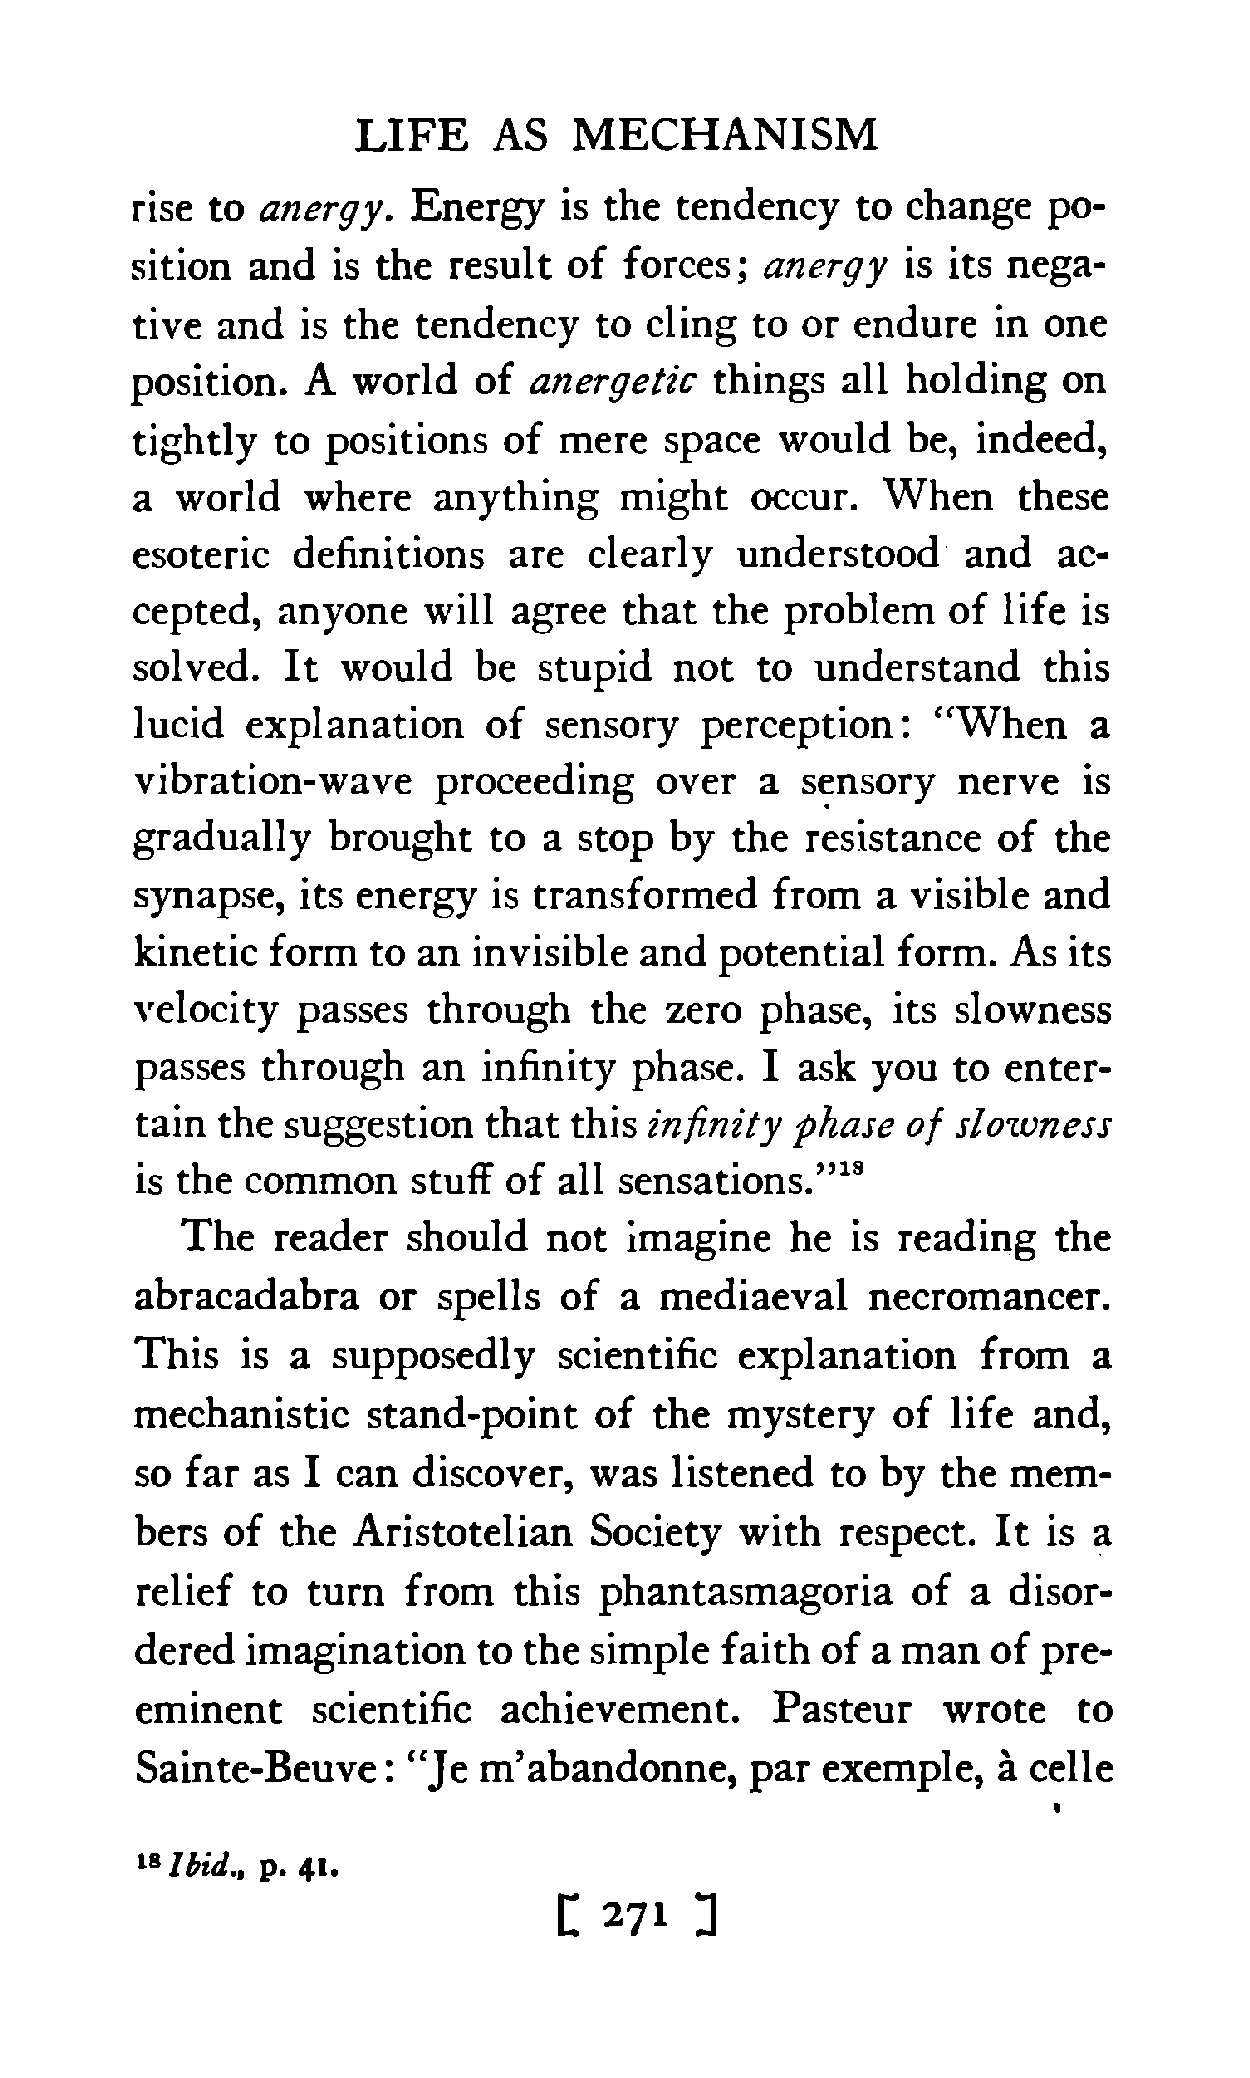 LIFE AS MECHANISM
rise to anergy. Energy is the tendency to change po-
sition and is the result of forces; anergy is its nega-
tive and is the tendency to cling to or endure in one
position. A world of anergetic things all holding on
tightly to positions of mere space would be, indeed,
a world where anything might occur. When these
esoteric definitions are clearly understood and ac-
cepted, anyone will agree that the problem of life is
solved. It would be stupid not to understand this
lucid explanation of sensory perception: "When a
vibration-wave proceeding over a sensory nerve is
gradually brought to a stop by the resistance of the
synapse, its energy is transformed from a visible and
kinetic form to an invisible and potential form. As its
velocity passes through the zero phase, its slowness
passes through an infinity phase. I ask you to enter-
tain the suggestion that this infinity phase of slowness
is the common stuff of all sensations."¹⁸
The reader should not imagine he is reading the
abracadabra or spells of a mediaeval necromancer.
This is a supposedly scientific explanation from a
mechanistic stand-point of the mystery of life and,
so far as I can discover, was listened to by the mem-
bers of the Aristotelian Society with respect. It is a
relief to turn from this phantasmagoria of a disor-
dered imagination to the simple faith of a man of pre-
eminent scientific achievement. Pasteur wrote to
Sainte-Beuve: "Je m'abandonne, par exemple, à celle
¹⁸ Ibid., p. 41.
[ 271 ]